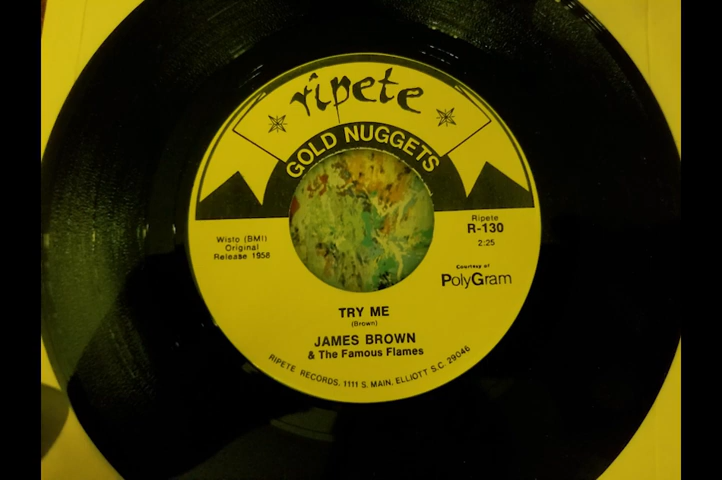 ripete
GOLD NUGGETS
Wisto (BMI)
Original
Release 1958
Ripete
R-130
2:25
Courtesy of
PolyGram
TRY ME
(Brown)
JAMES BROWN
& The Famous Flames
RIPETE RECORDS, 1111 S. MAIN, ELLIOTT S.C. 29046